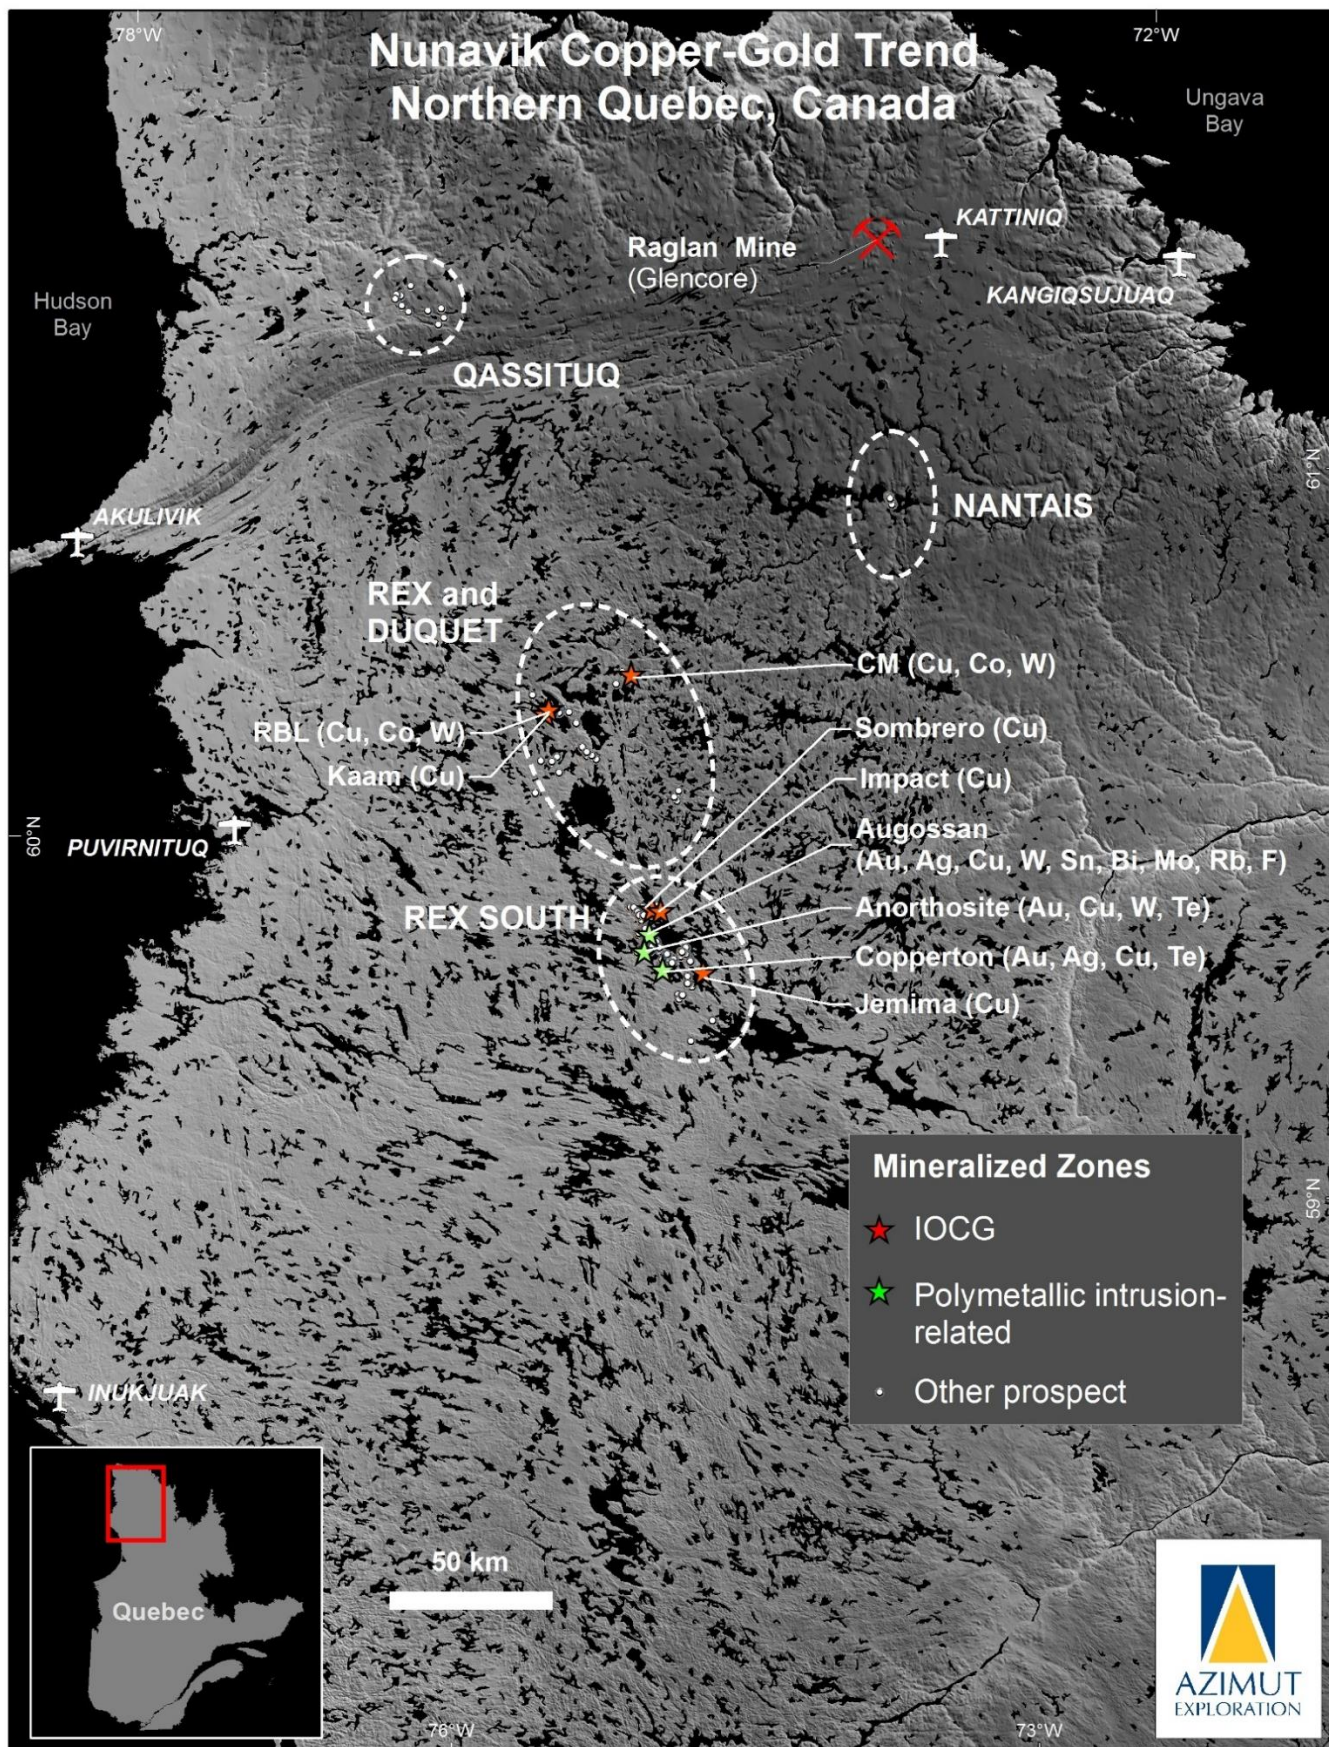 78°W
72°W
Nunavik Copper-Gold Trend
Northern Quebec, Canada
Ungava
Bay
KATTINIQ
Raglan Mine
(Glencore)
KANGIQSUJUAQ
Hudson
Bay
QASSITUQ
61°N
NANTAIS
AKULIVIK
REX and
DUQUET
CM (Cu, Co, W)
RBL (Cu, Co, W)
Sombrero (Cu)
Kaam (Cu)
Impact (Cu)
60°N
PUVIRNITUQ
Augossan
(Au, Ag, Cu, W, Sn, Bi, Mo, Rb, F)
REX SOUTH
Anorthosite (Au, Cu, W, Te)
Copperton (Au, Ag, Cu, Te)
Jemima (Cu)
Mineralized Zones
59°N
IOCG
Polymetallic intrusion-
related
Other prospect
INUKJUAK
50 km
Quebec
AZIMUT
EXPLORATION
76°W
73°W